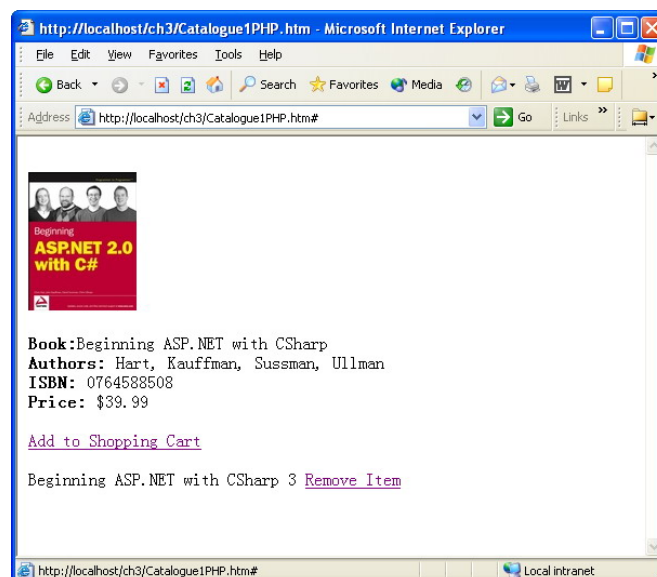 http://localhost/ch3/Catalogue1PHP.htm - Microsoft Internet Explorer
File Edit View Favorites Tools Help
Back Search Favorites Media
Address http://localhost/ch3/Catalogue1PHP.htm# Go Links »
Beginning
ASP.NET 2.0
with C#
Book:Beginning ASP.NET with CSharp
Authors: Hart, Kauffman, Sussman, Ullman
ISBN: 0764588508
Price: $39.99
Add to Shopping Cart
Beginning ASP.NET with CSharp 3 Remove Item
http://localhost/ch3/Catalogue1PHP.htm# Local intranet